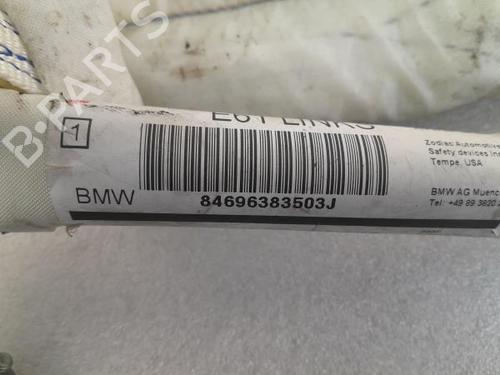 B-PARTS
E61 LINKS
1
Zodiac Automotive
Safety devices Inc
Tempe, USA
BMW
84696383503J
BMW AG Muenc
Tel: +49 89 3820